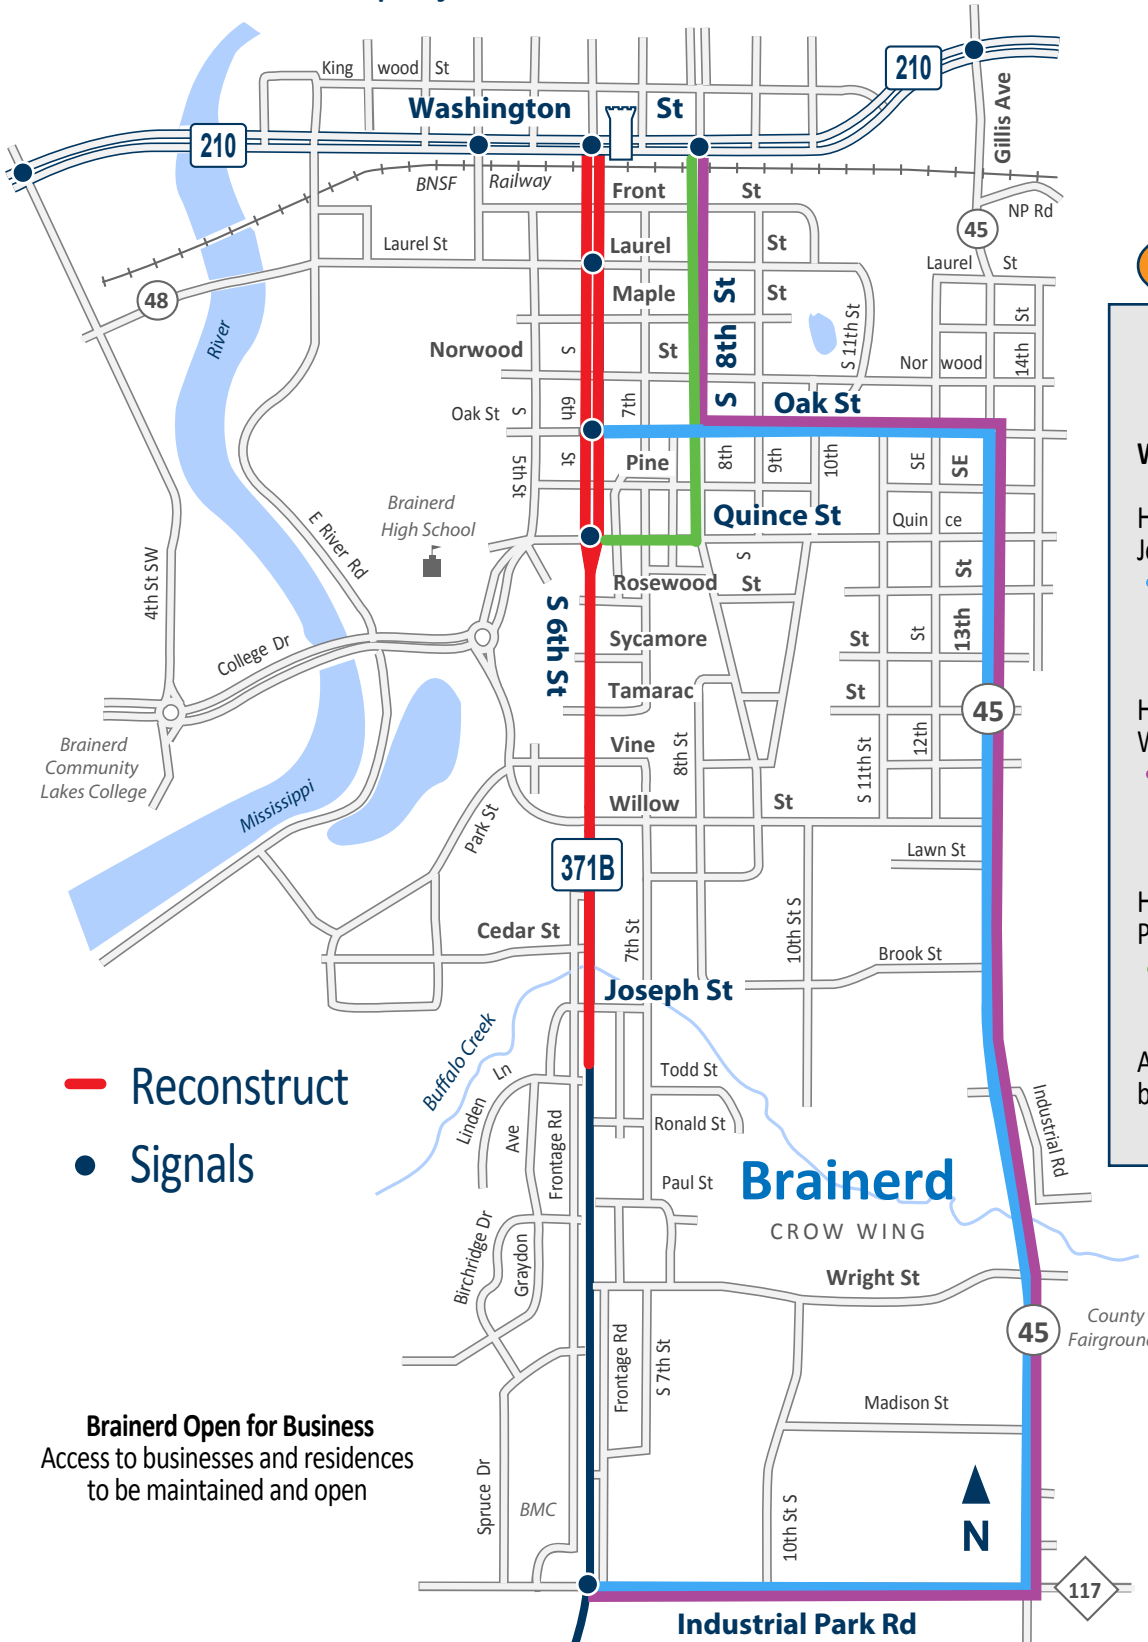 King wood St
210
Gillis Ave
Washington St
210
BNSF Railway
Front St
NP Rd
45
Laurel St
Laurel St
Laurel St
48
Maple St
S 8th St
S 11th St
St
14th
River
Norwood St
Nor wood
S 6th St
7th
Oak St
Oak St
S 5th St
Pine
8th
9th
10th
SE
SE
Brainerd
High School
Quince St
Quin ce
E River Rd
4th St SW
S
Rosewood St
St
13th
S 6th St
Sycamore St
St
College Dr
Tamarac St
45
Brainerd
Community
Lakes College
Vine
8th St
S 11th St
12th
Mississippi
Park St
Willow St
Lawn St
371B
Cedar St
7th St
10th St S
Brook St
Joseph St
Buffalo Creek
Reconstruct
Signals
Linden Ln
Ave
Frontage Rd
Todd St
Ronald St
Industrial Rd
Paul St
Brainerd
CROW WING
Birchridge Dr
Graydon
Wright St
45
County
Frontage Rd
S 7th St
Madison St
Brainerd Open for Business
Access to businesses and residences
to be maintained and open
Spruce Dr
BMC
10th St S
N
117
Industrial Park Rd